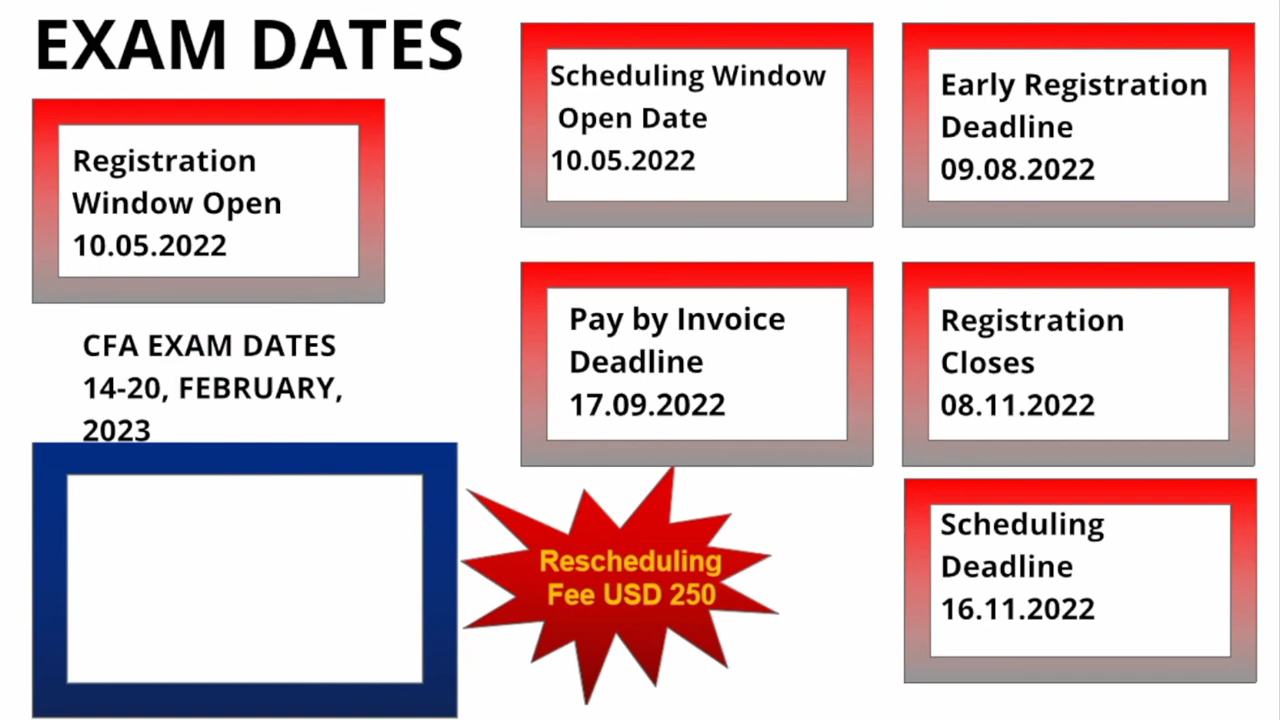 EXAM DATES
Registration
Window Open
10.05.2022
CFA EXAM DATES
14-20, FEBRUARY,
2023
Scheduling Window
Open Date
10.05.2022
Early Registration
Deadline
09.08.2022
Pay by Invoice
Deadline
17.09.2022
Registration
Closes
08.11.2022
Rescheduling
Fee USD 250
Scheduling
Deadline
16.11.2022